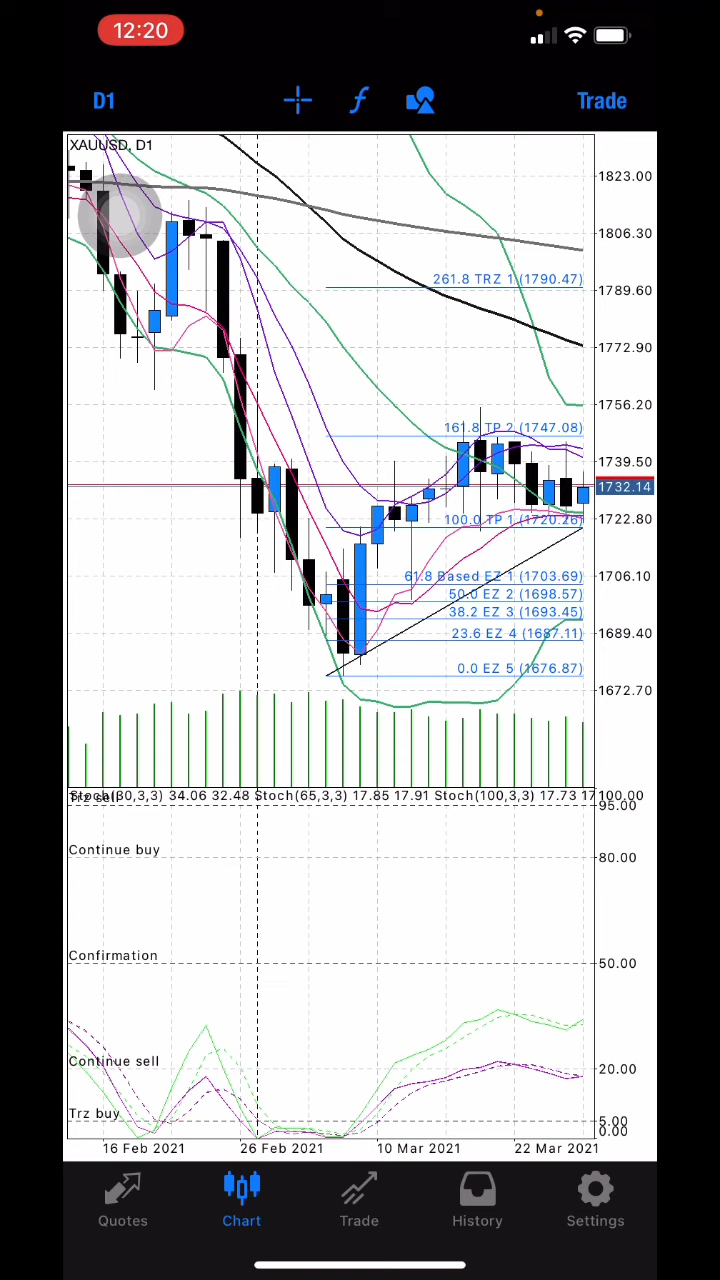 12:20
D1 Trade
XAUUSD, D1
1823.00
1806.30
261.8 TRZ 1 (1790.47)
1789.60
1772.90
1756.20
161.8 TP 2 (1747.08)
1739.50
1732.14
100.0 TP 1 (1720.26)
1722.80
61.8 Based EZ 1 (1703.69)
1706.10
50.0 EZ 2 (1698.57)
38.2 EZ 3 (1693.45)
23.6 EZ 4 (1687.11)
1689.40
0.0 EZ 5 (1676.87)
1672.70
Trz sell
Stoch(30,3,3) 34.06 32.48 Stoch(65,3,3) 17.85 17.91 Stoch(100,3,3) 17.73 17
100.00
95.00
Continue buy
80.00
Confirmation
50.00
Continue sell
20.00
Trz buy
5.00
0.00
16 Feb 2021 26 Feb 2021 10 Mar 2021 22 Mar 2021
Quotes Chart Trade History Settings